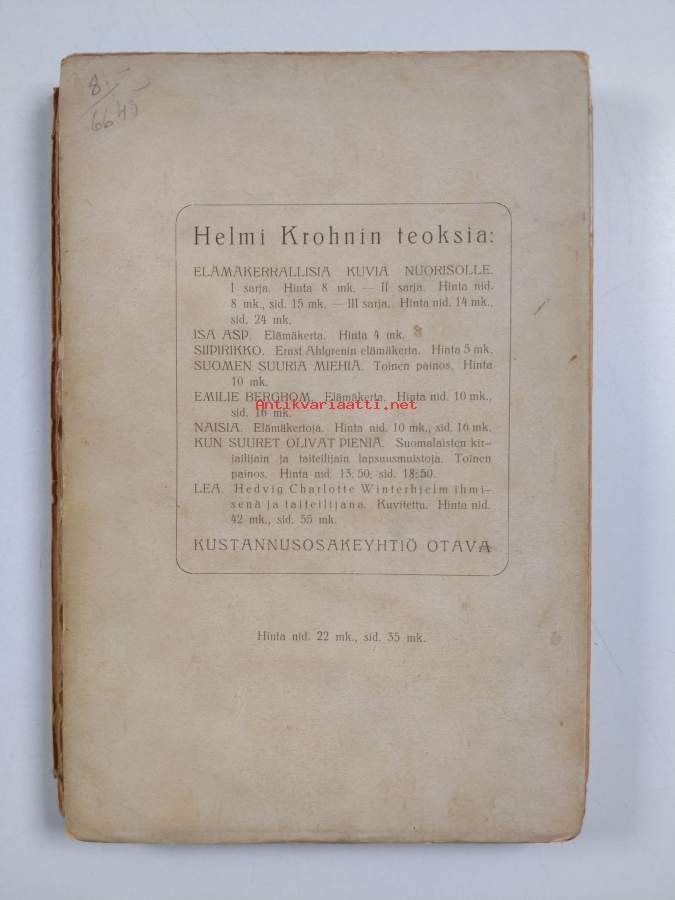 8.–
6645
Helmi Krohnin teoksia:
ELÄMÄKERRALLISIA KUVIA NUORISOLLE.
I sarja. Hinta 8 mk. — II sarja. Hinta nid.
8 mk., sid. 15 mk. — III sarja. Hinta nid. 14 mk.,
sid. 24 mk.
ISA ASP. Elämäkerta. Hinta 4 mk.
SIIPIRIKKO. Ernst Ahlgrenin elämäkerta. Hinta 5 mk.
SUOMEN SUURIA MIEHIÄ. Toinen painos. Hinta
10 mk.
EMILIE BERGBOM. Elämäkerta. Hinta nid. 10 mk.,
Antikvariaatti.net
sid. 16 mk.
NAISIA. Elämäkertoja. Hinta nid. 10 mk., sid. 16 mk.
KUN SUURET OLIVAT PIENIÄ. Suomalaisten kir-
jailijain ja taiteilijain lapsuusmuistoja. Toinen
painos. Hinta nid. 13:50, sid. 18:50.
LEA. Hedvig Charlotte Winterhjelm ihmi-
senä ja taiteilijana. Kuvitettu. Hinta nid.
42 mk., sid. 55 mk.
KUSTANNUSOSAKEYHTIÖ OTAVA
Hinta nid. 22 mk., sid. 35 mk.